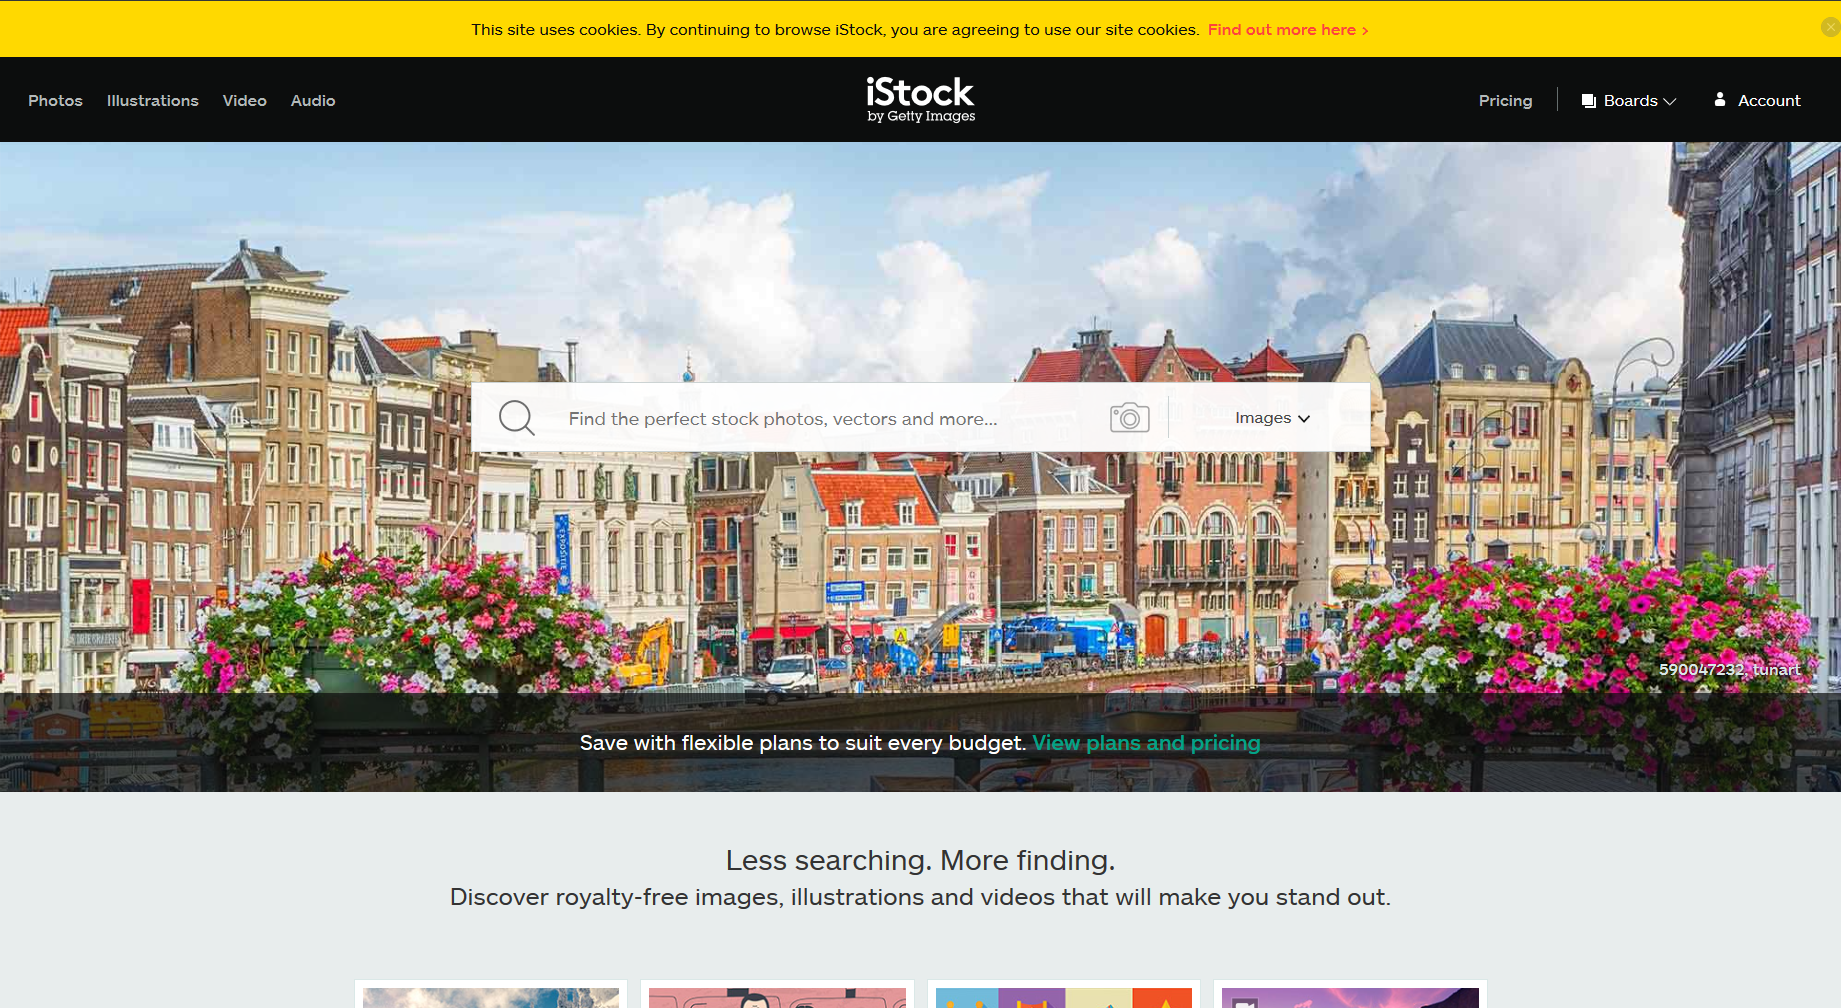 This site uses cookies. By continuing to browse iStock, you are agreeing to use our site cookies. Find out more here >
Photos Illustrations Video Audio
iStock
by Getty Images
Pricing Boards Account
Find the perfect stock photos, vectors and more...
Images
EXPOSITIE
590047232, tunart
Save with flexible plans to suit every budget. View plans and pricing
Less searching. More finding.
Discover royalty-free images, illustrations and videos that will make you stand out.